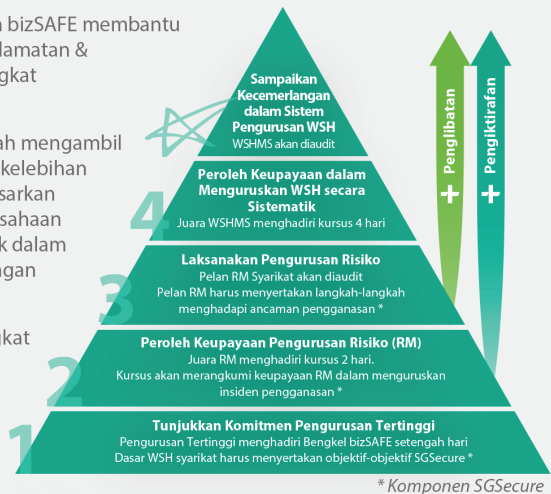 bizSAFE membantu
lamatan &
gkat
ah mengambil
kelebihan
sarkan
sahaan
k dalam
ngan
gkat
Sampaikan
Kecemerlangan
dalam Sistem
Pengurusan WSH
WSHMS akan diaudit
4
Peroleh Keupayaan dalam
Menguruskan WSH secara
Sistematik
Juara WSHMS menghadiri kursus 4 hari
3
Laksanakan Pengurusan Risiko
Pelan RM Syarikat akan diaudit
Pelan RM harus menyertakan langkah-langkah
menghadapi ancaman pengganasan *
2
Peroleh Keupayaan Pengurusan Risiko (RM)
Juara RM menghadiri kursus 2 hari.
Kursus akan merangkumi keupayaan RM dalam menguruskan
insiden pengganasan *
1
Tunjukkan Komitmen Pengurusan Tertinggi
Pengurusan Tertinggi menghadiri Bengkel bizSAFE setengah hari
Dasar WSH syarikat harus menyertakan objektif-objektif SGSecure *
+ Penglibatan
+ Pengiktirafan
* Komponen SGSecure